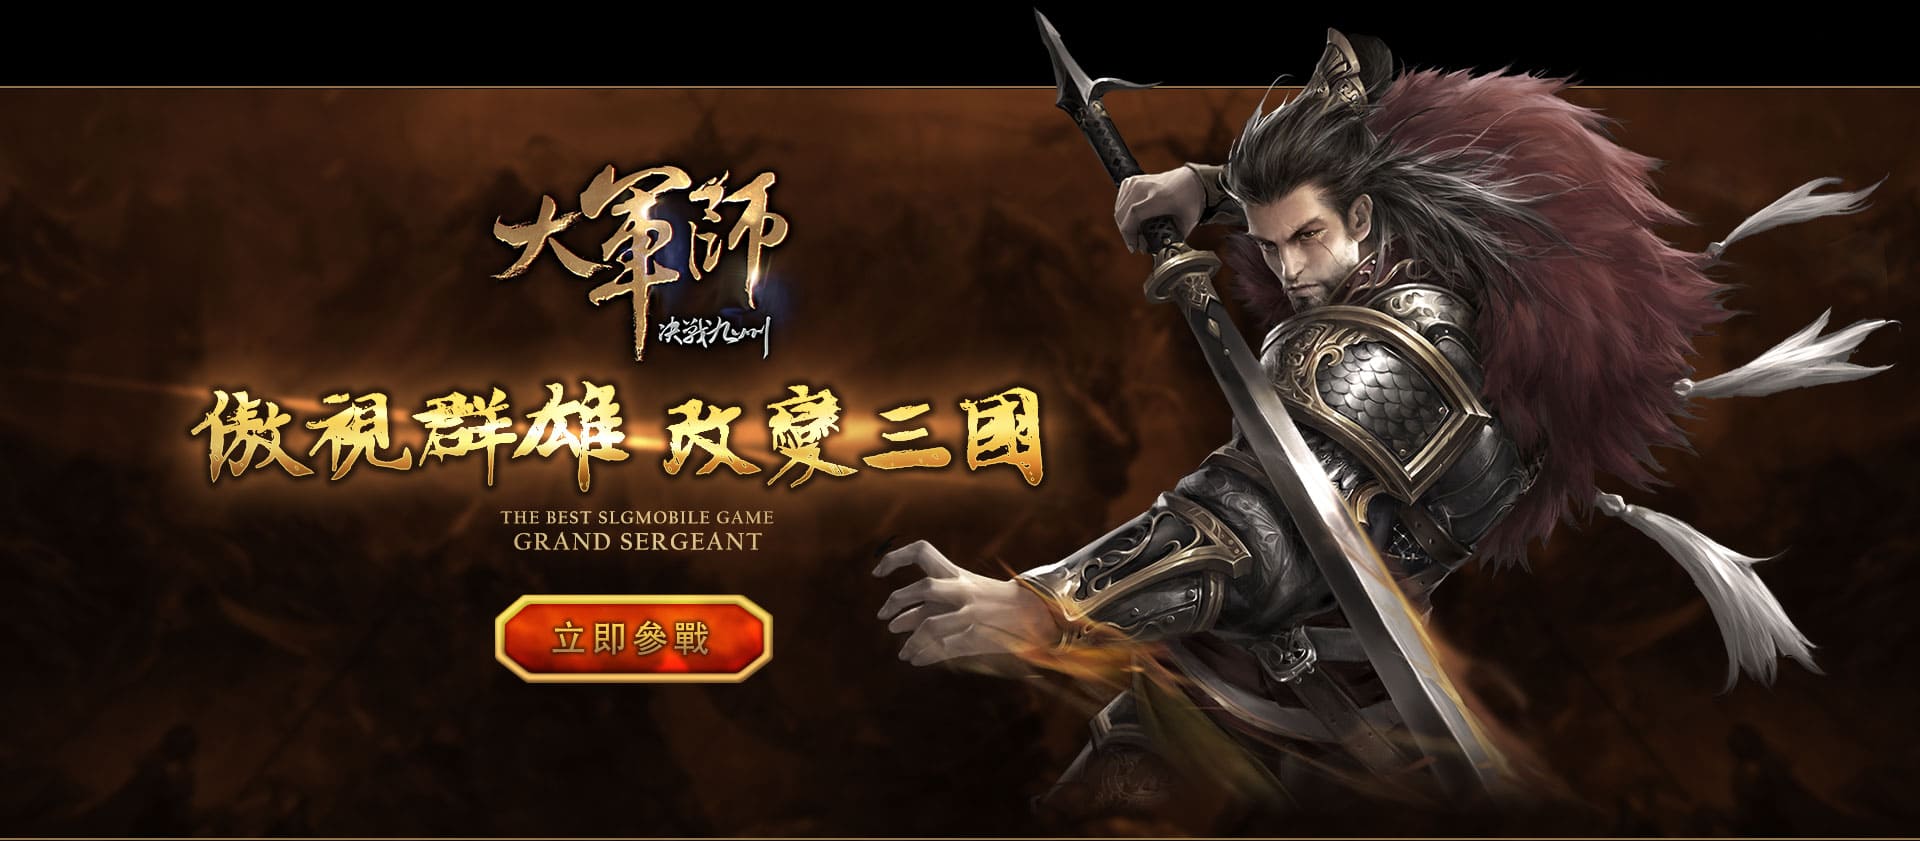 大軍師
决戰九州
傲視群雄 改變三國
THE BEST SLGMOBILE GAME
GRAND SERGEANT
立即參戰